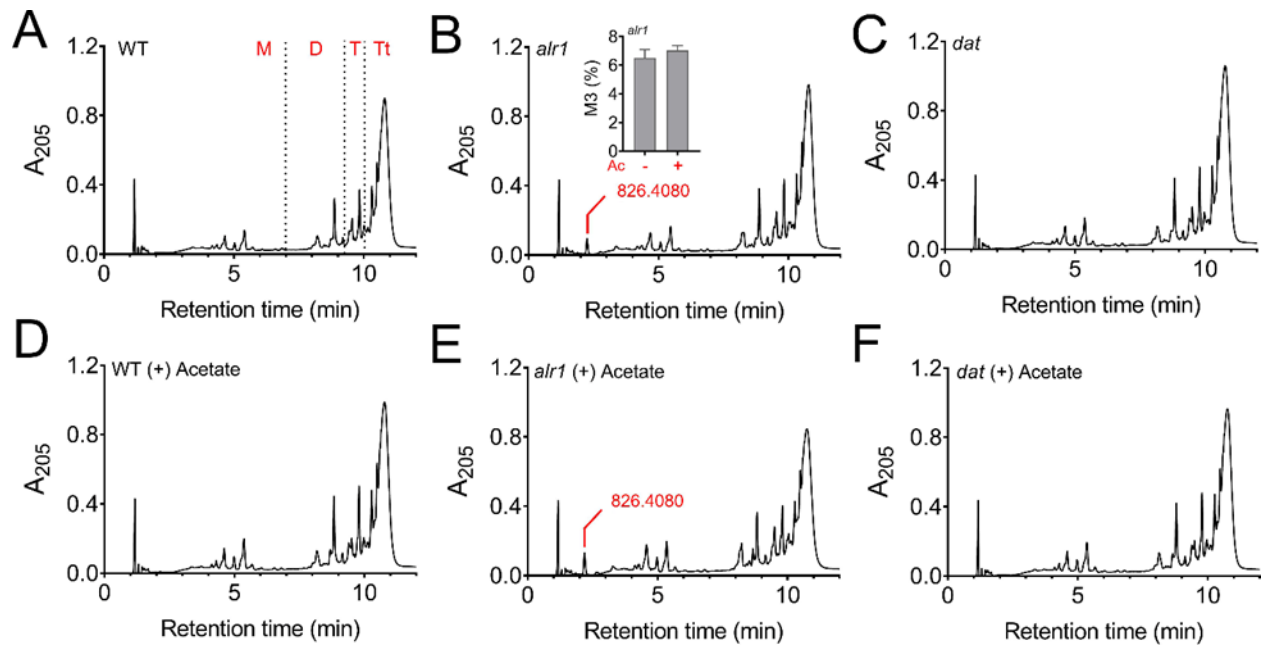 A
WT
M D T Tt
1.2
0.8
0.4
0.0
A205
0 5 10
Retention time (min)
B
alr1
alr1
8
6
4
2
0
M3 (%)
Ac - +
826.4080
1.2
0.8
0.4
0.0
A205
0 5 10
Retention time (min)
C
dat
1.2
0.8
0.4
0.0
A205
0 5 10
Retention time (min)
D
WT (+) Acetate
1.2
0.8
0.4
0.0
A205
0 5 10
Retention time (min)
E
alr1 (+) Acetate
826.4080
1.2
0.8
0.4
0.0
A205
0 5 10
Retention time (min)
F
dat (+) Acetate
1.2
0.8
0.4
0.0
A205
0 5 10
Retention time (min)